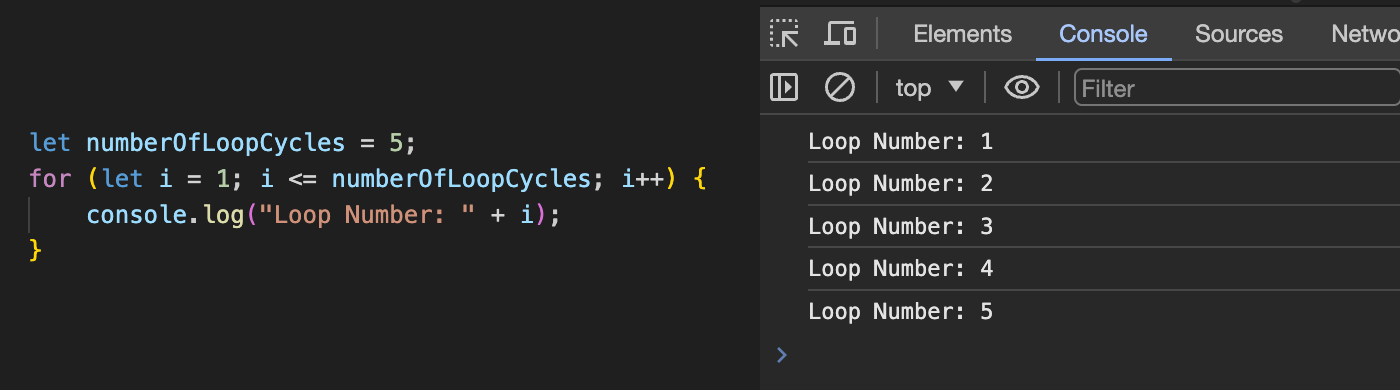 let numberOfLoopCycles = 5;
for (let i = 1; i <= numberOfLoopCycles; i++) {
    console.log("Loop Number: " + i);
}
Elements Console Sources Netwo
top Filter
Loop Number: 1
Loop Number: 2
Loop Number: 3
Loop Number: 4
Loop Number: 5